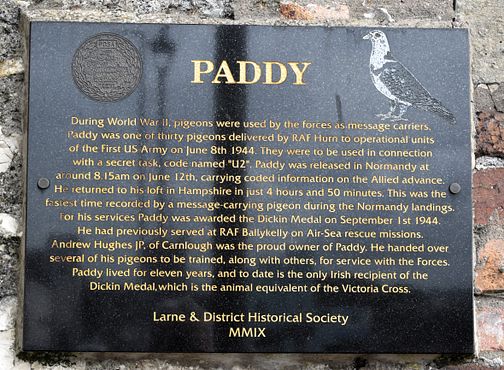 PADDY
During World War II, pigeons were used by the forces as message carriers.
Paddy was one of thirty pigeons delivered by RAF Hurn to operational units
of the First US Army on June 8th 1944. They were to be used in connection
with a secret task, code named "U2". Paddy was released in Normandy at
around 8.15am on June 12th, carrying coded information on the Allied advance.
He returned to his loft in Hampshire in just 4 hours and 50 minutes. This was the
fastest time recorded by a message-carrying pigeon during the Normandy landings.
For his services Paddy was awarded the Dickin Medal on September 1st 1944.
He had previously served at RAF Ballykelly on Air-Sea rescue missions.
Andrew Hughes JP, of Carnlough was the proud owner of Paddy. He handed over
several of his pigeons to be trained, along with others, for service with the Forces.
Paddy lived for eleven years, and to date is the only Irish recipient of the
Dickin Medal,which is the animal equivalent of the Victoria Cross.
Larne & District Historical Society
MMIX